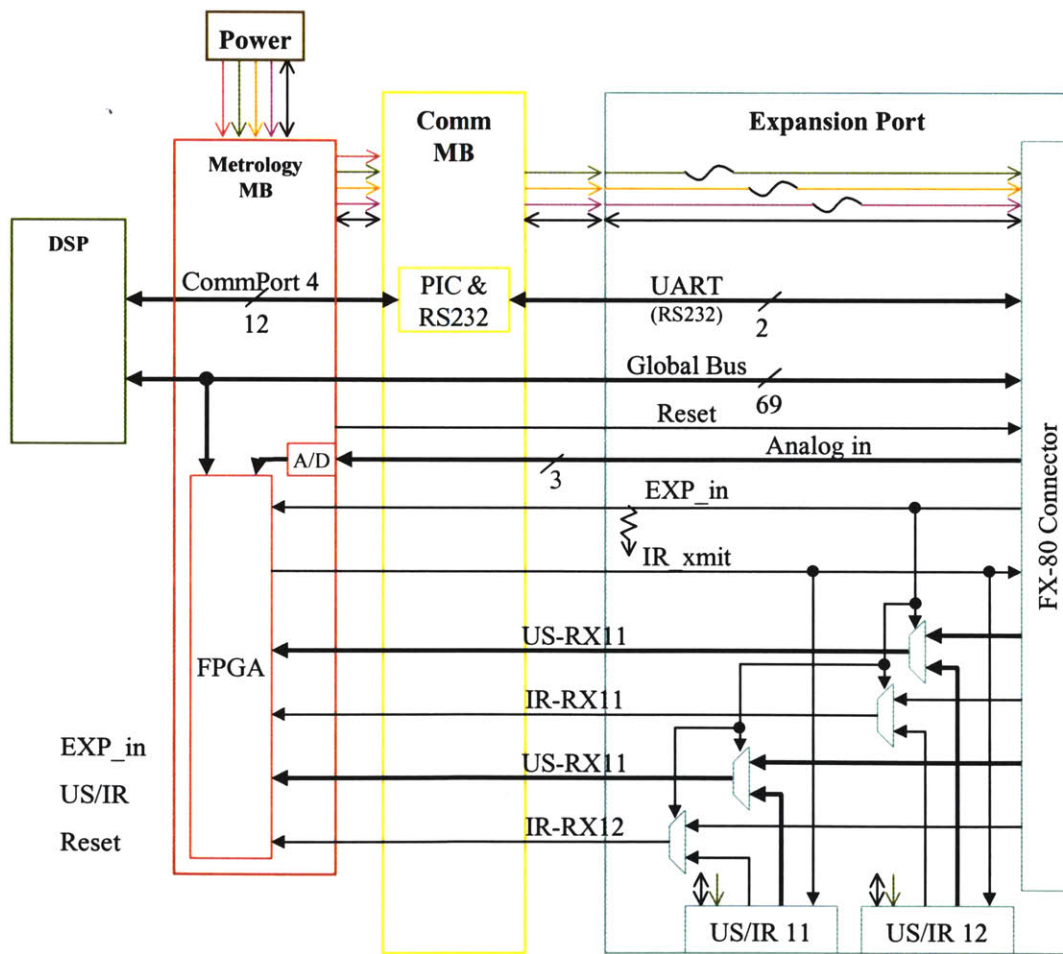 Power
Comm
MB
Expansion Port
Metrology
MB
DSP
CommPort 4
12
PIC &
RS232
UART
(RS232)
2
Global Bus
69
Reset
Analog in
A/D
3
EXP_in
IR_xmit
FX-80 Connector
US-RX11
FPGA
IR-RX11
EXP_in
US-RX11
US/IR
IR-RX12
Reset
US/IR 11
US/IR 12